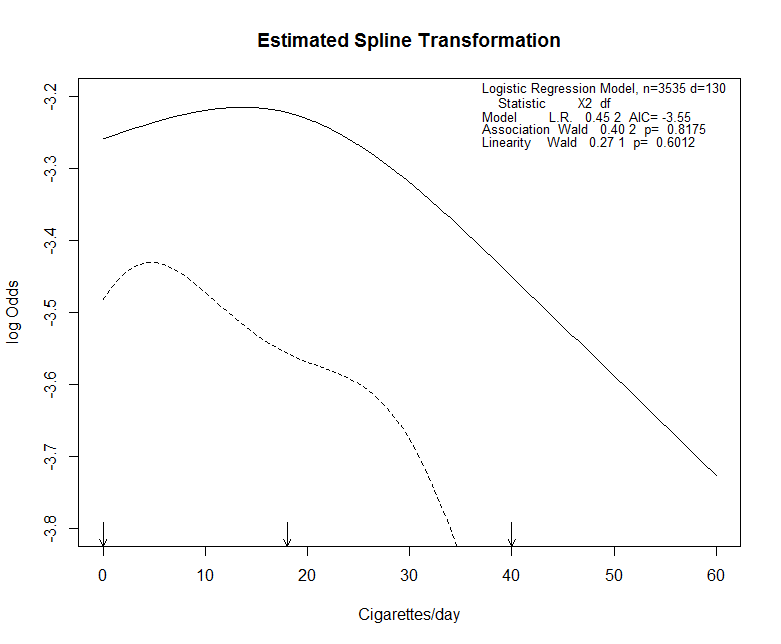 Estimated Spline Transformation
Logistic Regression Model, n=3535 d=130
Statistic X2 df
Model L.R. 0.45 2 AIC= -3.55
Association Wald 0.40 2 p= 0.8175
Linearity Wald 0.27 1 p= 0.6012
log Odds
-3.2
-3.3
-3.4
-3.5
-3.6
-3.7
-3.8
0 10 20 30 40 50 60
Cigarettes/day